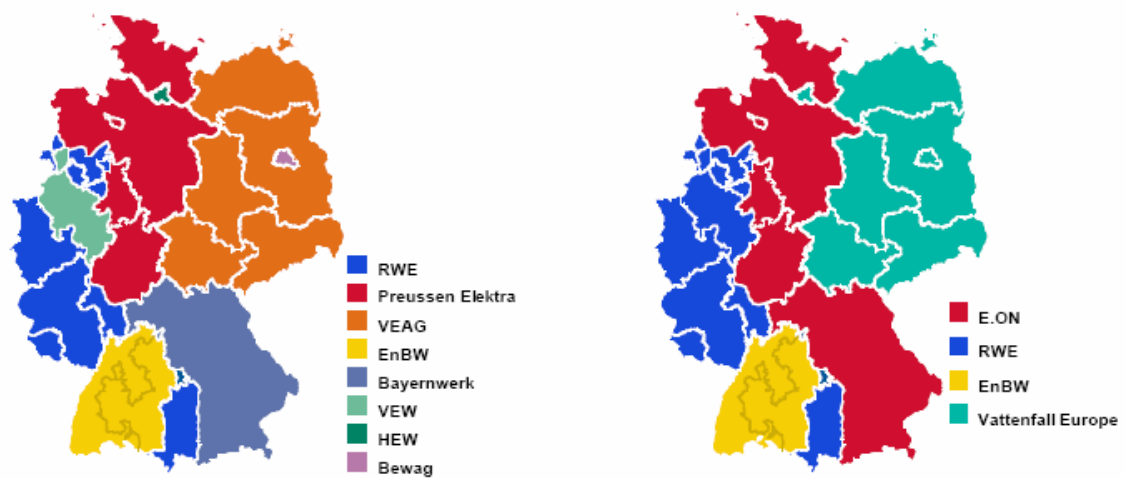 RWE
Preussen Elektra
VEAG
EnBW
Bayernwerk
VEW
HEW
Bewag
E.ON
RWE
EnBW
Vattenfall Europe